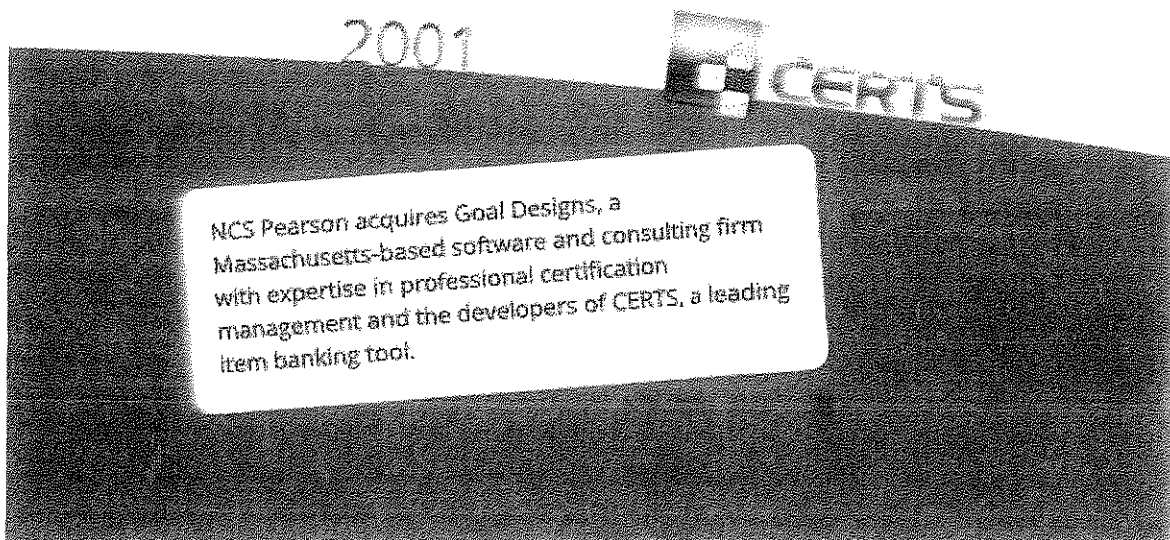 2001
CERTS
NCS Pearson acquires Goal Designs, a
Massachusetts-based software and consulting firm
with expertise in professional certification
management and the developers of CERTS, a leading
item banking tool.